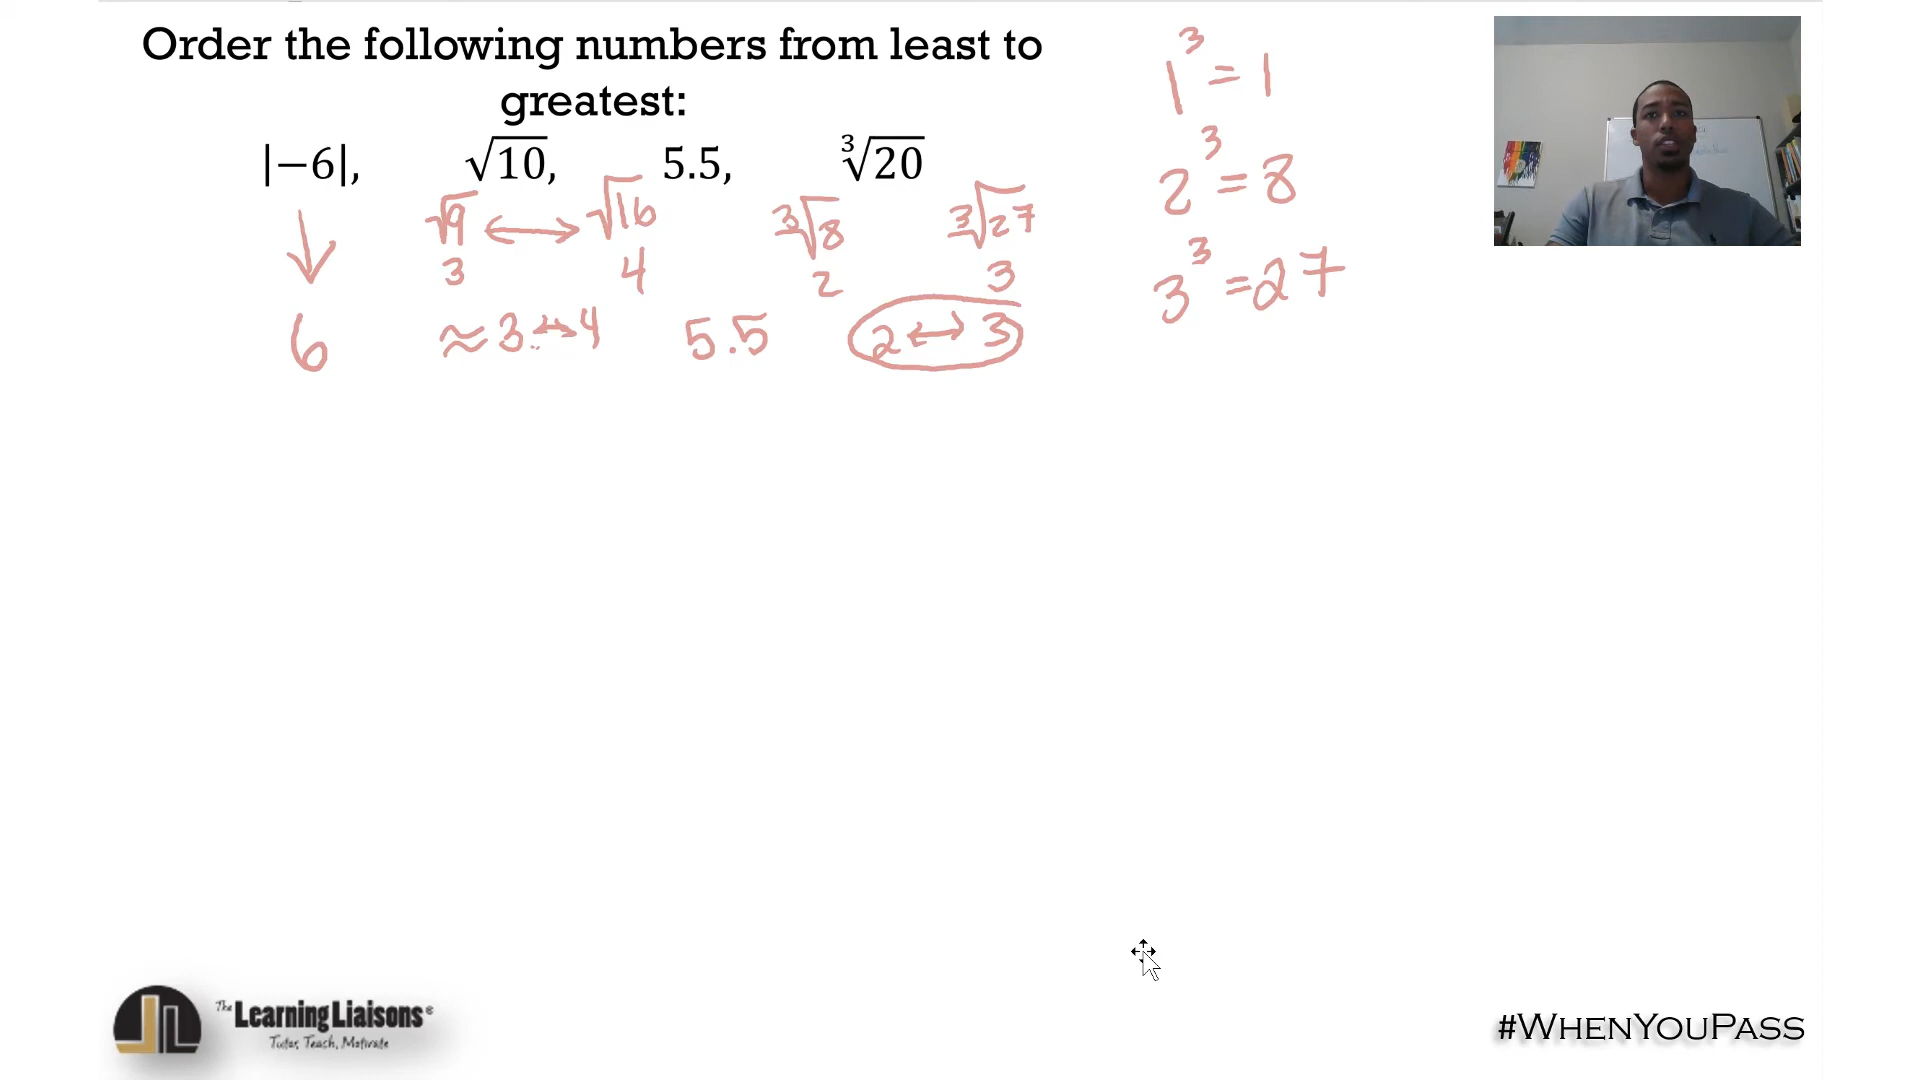 Order the following numbers from least to
greatest:
|−6|, √10, 5.5, ∛20
√9 ↔ √16 ∛8 ∛27
3 4 2 3
6 ≈3..↔4 5.5 2↔3
1³=1
2³=8
3³=27
The Learning Liaisons®
Tutor, Teach, Motivate
#WHENYOUPASS